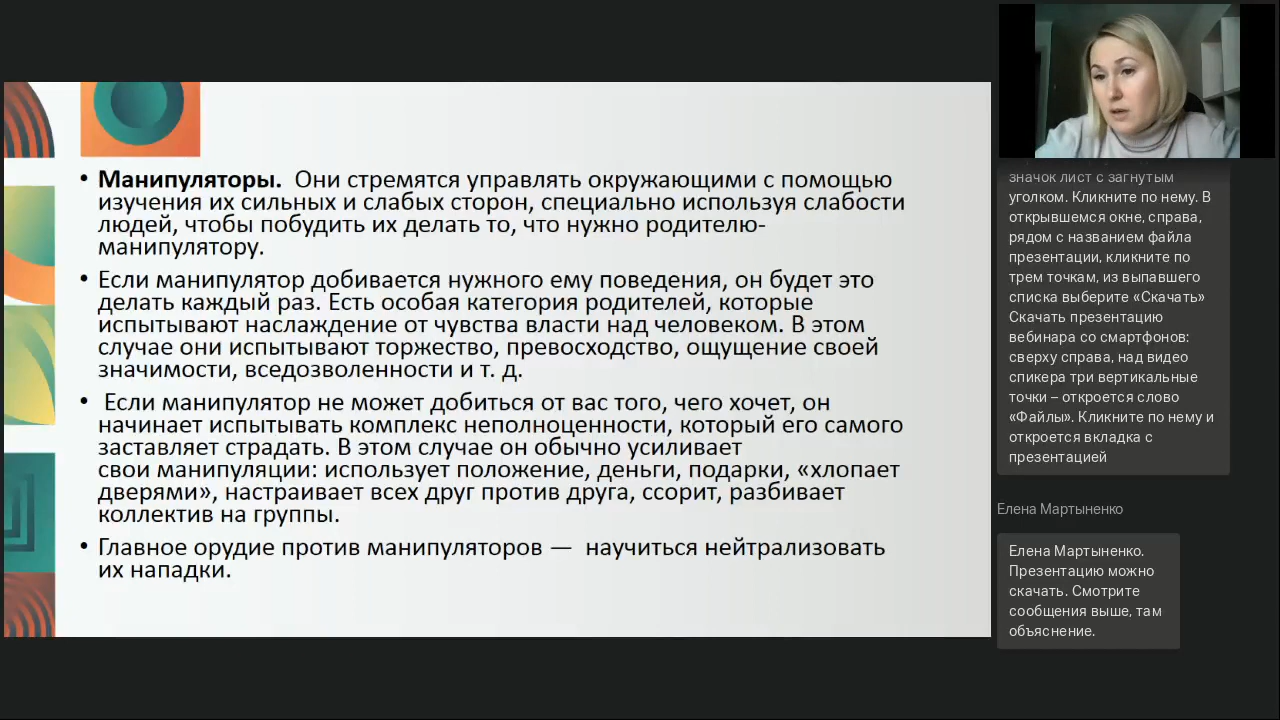 • Манипуляторы.  Они стремятся управлять окружающими с помощью
изучения их сильных и слабых сторон, специально используя слабости
людей, чтобы побудить их делать то, что нужно родителю-
манипулятору.
• Если манипулятор добивается нужного ему поведения, он будет это
делать каждый раз. Есть особая категория родителей, которые
испытывают наслаждение от чувства власти над человеком. В этом
случае они испытывают торжество, превосходство, ощущение своей
значимости, вседозволенности и т. д.
• Если манипулятор не может добиться от вас того, чего хочет, он
начинает испытывать комплекс неполноценности, который его самого
заставляет страдать. В этом случае он обычно усиливает
свои манипуляции: использует положение, деньги, подарки, «хлопает
дверями», настраивает всех друг против друга, ссорит, разбивает
коллектив на группы.
• Главное орудие против манипуляторов —  научиться нейтрализовать
их нападки.
значок лист с загнутым
уголком. Кликните по нему. В
открывшемся окне, справа,
рядом с названием файла
презентации, кликните по
трем точкам, из выпавшего
списка выберите «Скачать»
Скачать презентацию
вебинара со смартфонов:
сверху справа, над видео
спикера три вертикальные
точки – откроется слово
«Файлы». Кликните по нему и
откроется вкладка с
презентацией
Елена Мартыненко
Елена Мартыненко.
Презентацию можно
скачать. Смотрите
сообщения выше, там
объяснение.